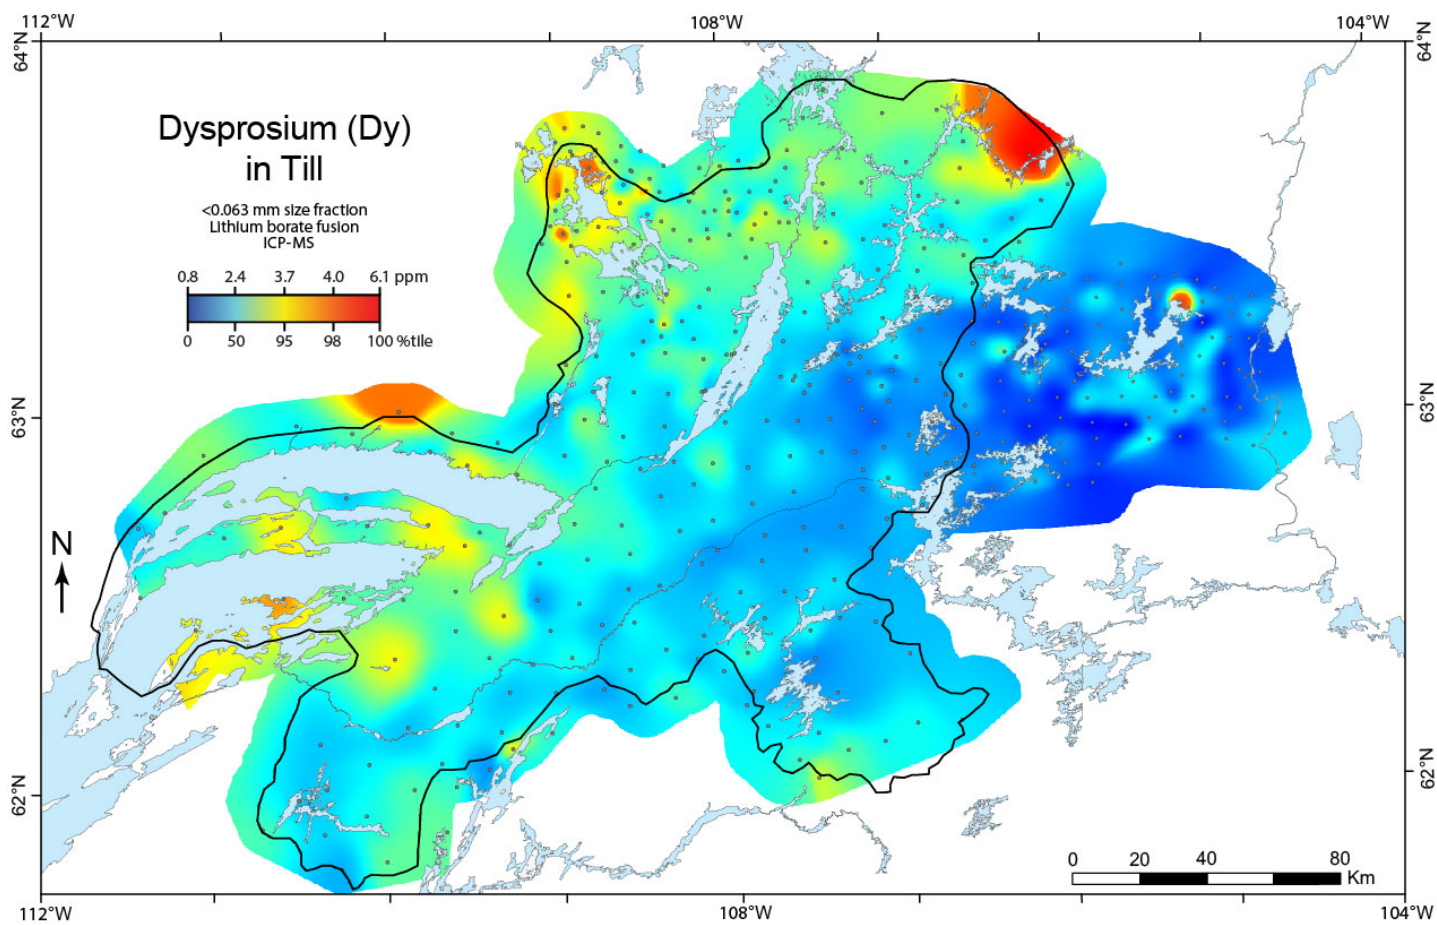 112°W 108°W 104°W
64°N 64°N
Dysprosium (Dy)
in Till
<0.063 mm size fraction
Lithium borate fusion
ICP-MS
0.8 2.4 3.7 4.0 6.1 ppm
0 50 95 98 100 %tile
63°N 63°N
N
62°N 62°N
0 20 40 80
Km
112°W 108°W 104°W